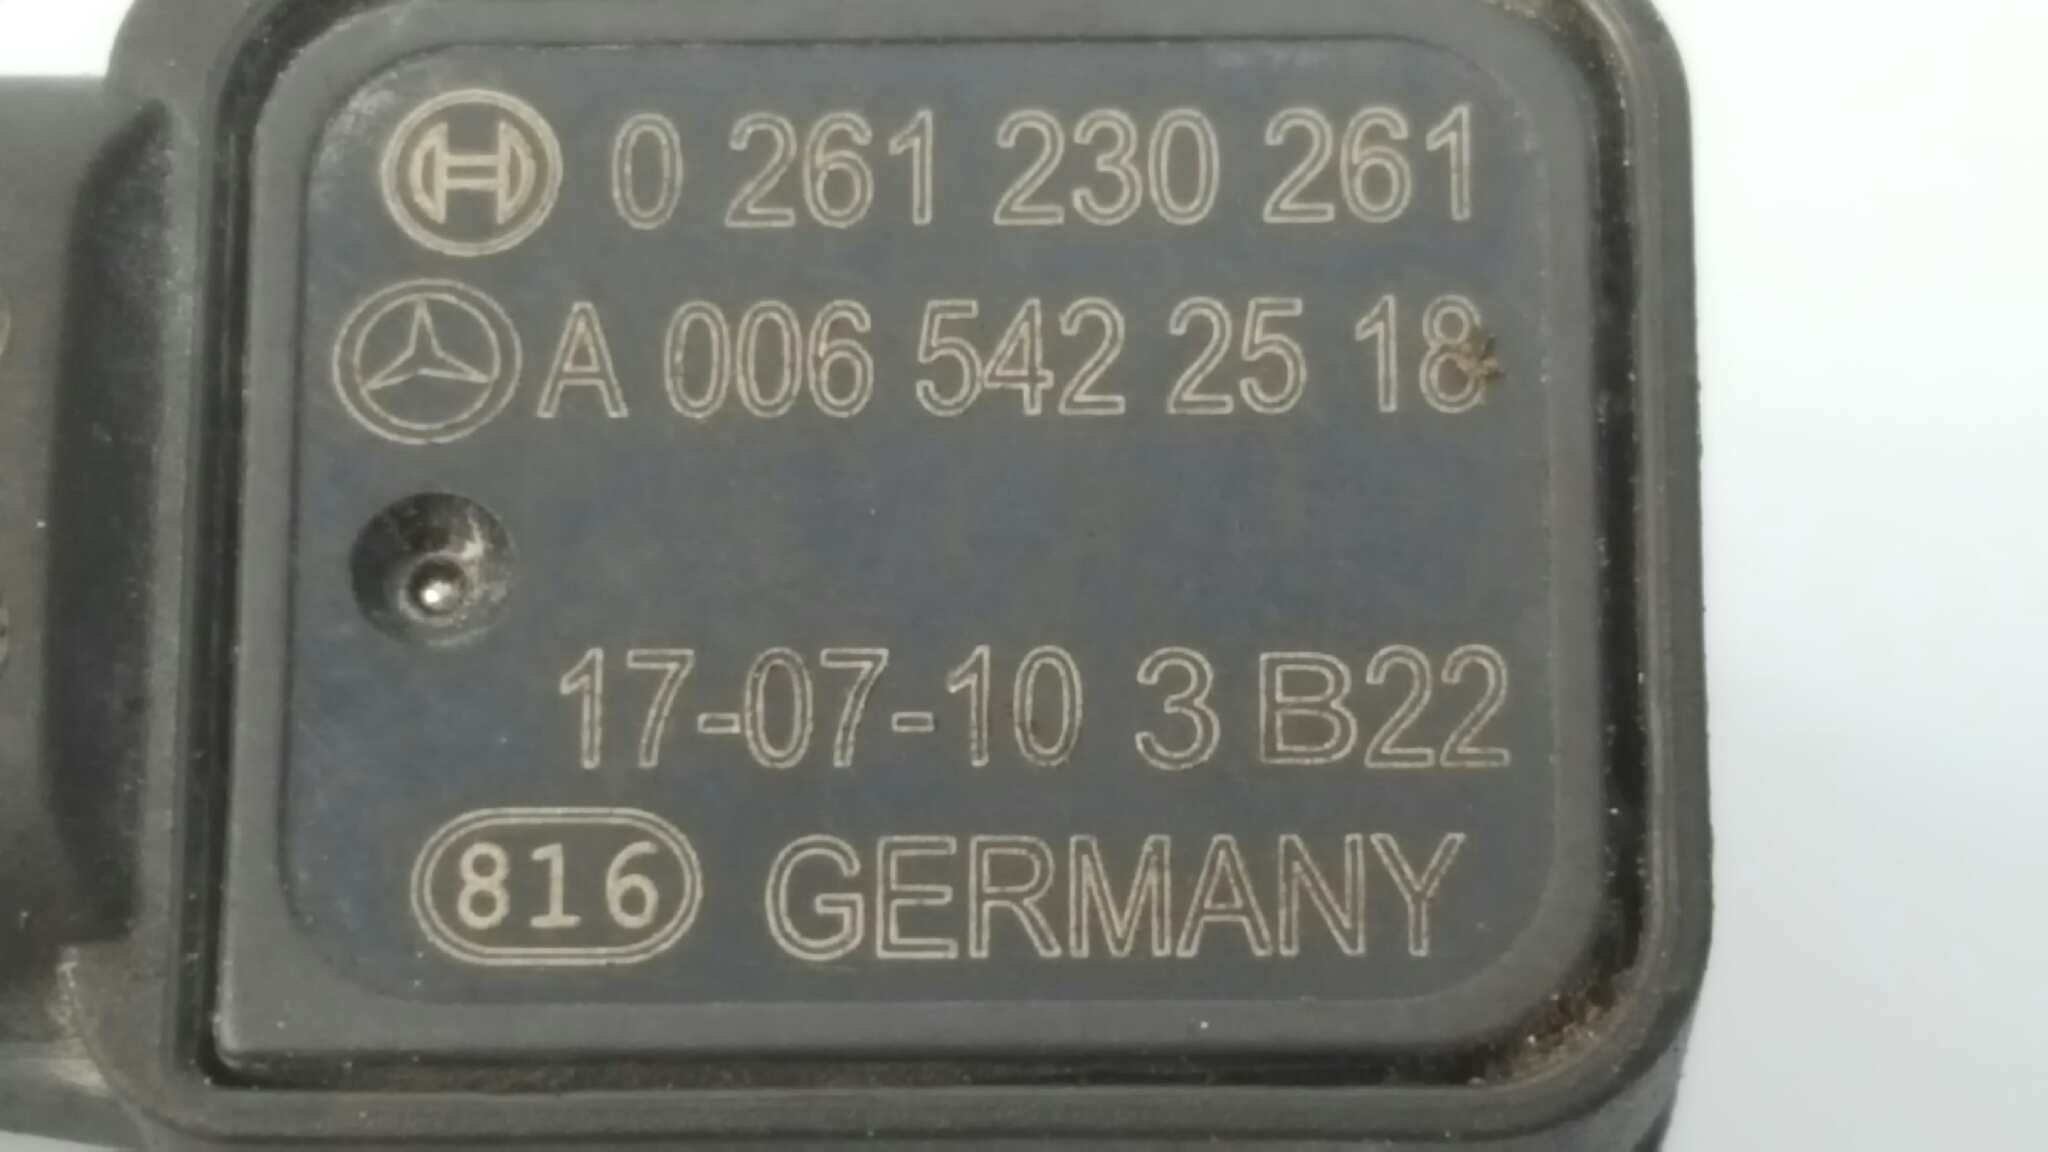 0 261 230 261
A 006 542 25 18
17-07-10 3 B22
816 GERMANY